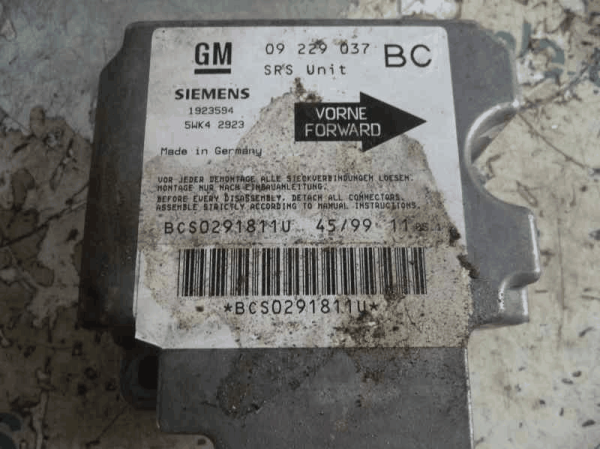 GM 09 229 037 BC
SRS Unit
SIEMENS
1923594
5WK4 2923
VORNE
FORWARD
Made in Germany
VOR JEDER DEMONTAGE ALLE STECKVERBINDUNGEN LOESEN.
MONTAGE NUR NACH EINBAUANLEITUNG.
BEFORE EVERY DISASSEMBLY, DETACH ALL CONNECTORS.
ASSEMBLE STRICTLY ACCORDING TO MANUAL INSTRUCTIONS.
BCS0291811U 45/99 11
*BCS0291811U*